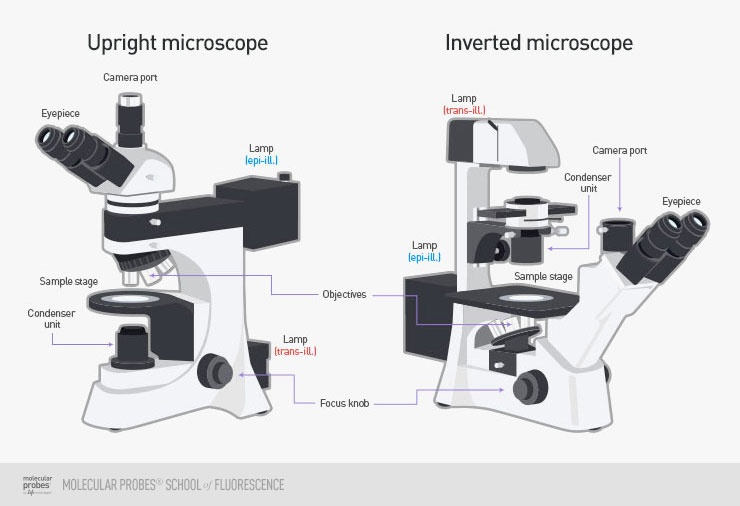 Upright microscope
Inverted microscope
Camera port
Eyepiece
Lamp
(epi-ill.)
Sample stage
Condenser
unit
Lamp
(trans-ill.)
Objectives
Focus knob
Lamp
(trans-ill.)
Camera port
Condenser
unit
Eyepiece
Lamp
(epi-ill.)
Sample stage
molecular
probes®
MOLECULAR PROBES® SCHOOL of FLUORESCENCE